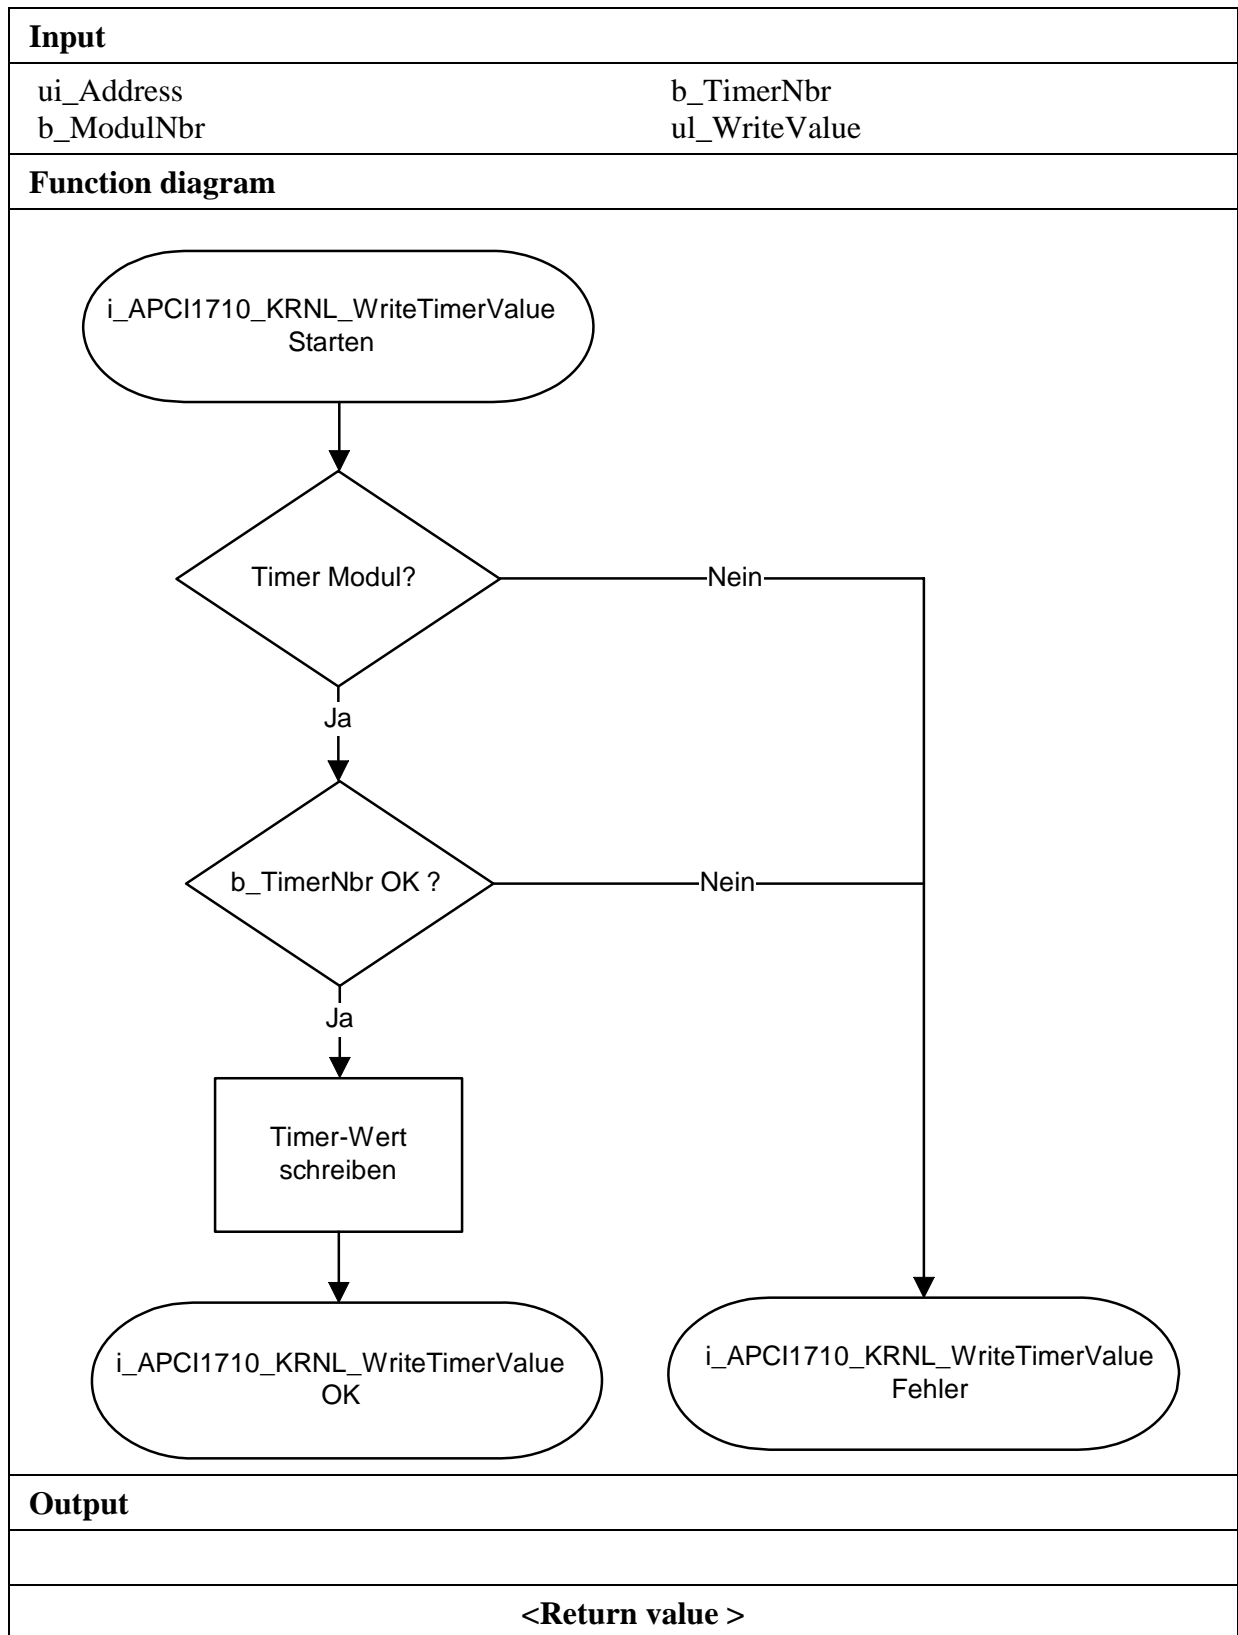 Input
ui_Address b_TimerNbr
b_ModulNbr ul_WriteValue
Function diagram
i_APCI1710_KRNL_WriteTimerValue
Starten
Timer Modul?
Nein
Ja
b_TimerNbr OK ?
Nein
Ja
Timer-Wert
schreiben
i_APCI1710_KRNL_WriteTimerValue
OK
i_APCI1710_KRNL_WriteTimerValue
Fehler
Output
<Return value >